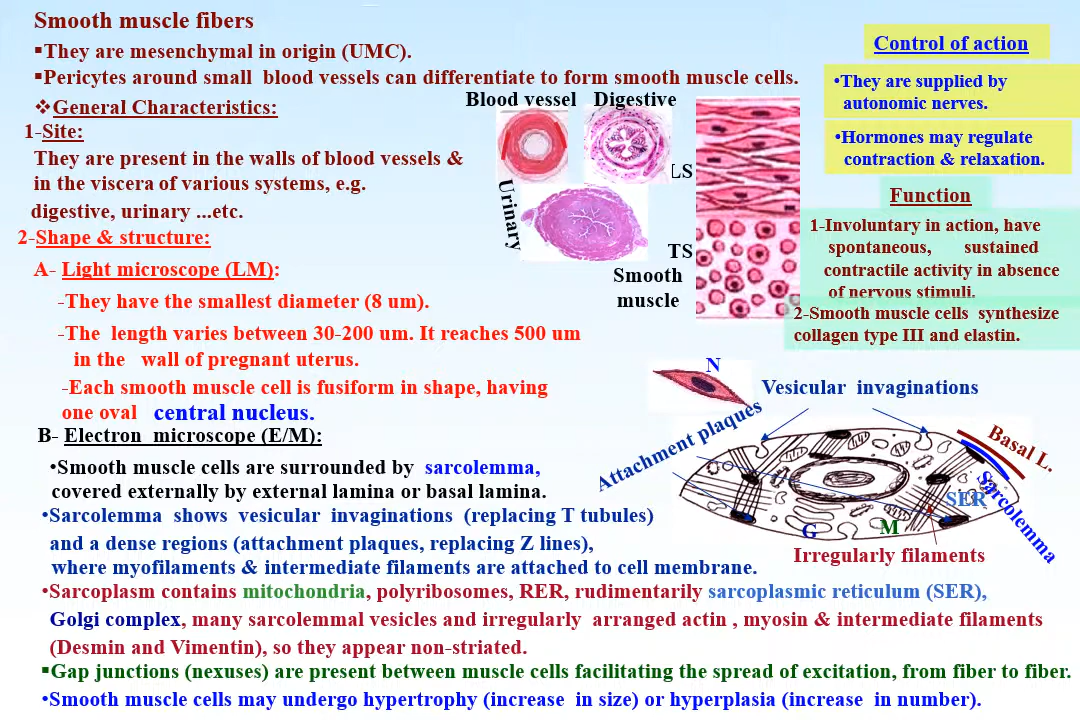 Smooth muscle fibers
▪They are mesenchymal in origin (UMC).
▪Pericytes around small blood vessels can differentiate to form smooth muscle cells.
❖General Characteristics:
1-Site:
They are present in the walls of blood vessels &
in the viscera of various systems, e.g.
digestive, urinary ...etc.
2-Shape & structure:
A- Light microscope (LM):
-They have the smallest diameter (8 um).
-The length varies between 30-200 um. It reaches 500 um
in the wall of pregnant uterus.
-Each smooth muscle cell is fusiform in shape, having
one oval central nucleus.
B- Electron microscope (E/M):
•Smooth muscle cells are surrounded by sarcolemma,
covered externally by external lamina or basal lamina.
•Sarcolemma shows vesicular invaginations (replacing T tubules)
and a dense regions (attachment plaques, replacing Z lines),
where myofilaments & intermediate filaments are attached to cell membrane.
•Sarcoplasm contains mitochondria, polyribosomes, RER, rudimentarily sarcoplasmic reticulum (SER),
Golgi complex, many sarcolemmal vesicles and irregularly arranged actin , myosin & intermediate filaments
(Desmin and Vimentin), so they appear non-striated.
▪Gap junctions (nexuses) are present between muscle cells facilitating the spread of excitation, from fiber to fiber.
•Smooth muscle cells may undergo hypertrophy (increase in size) or hyperplasia (increase in number).
Blood vessel
Digestive
Urinary
LS
TS
Smooth
muscle
Control of action
•They are supplied by
autonomic nerves.
•Hormones may regulate
contraction & relaxation.
Function
1-Involuntary in action, have
spontaneous, sustained
contractile activity in absence
of nervous stimuli.
2-Smooth muscle cells synthesize
collagen type III and elastin.
N
Vesicular invaginations
Attachment plaques
Basal L.
Sarcolemma
SER
G
M
Irregularly filaments